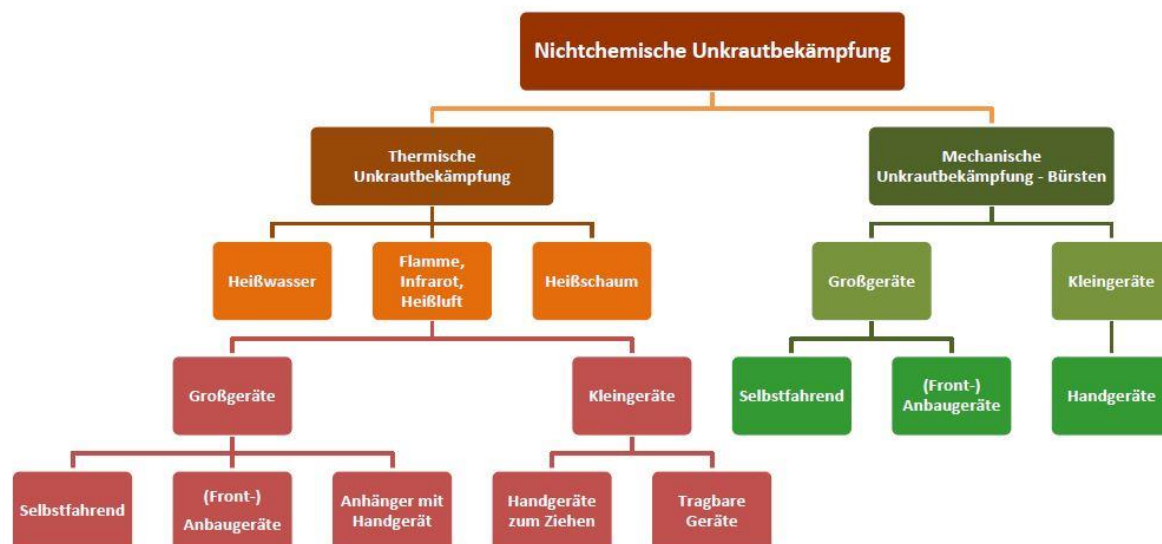 Nichtchemische Unkrautbekämpfung
Thermische
Unkrautbekämpfung
Mechanische
Unkrautbekämpfung - Bürsten
Heißwasser
Flamme,
Infrarot,
Heißluft
Heißschaum
Großgeräte
Kleingeräte
Großgeräte
Kleingeräte
Selbstfahrend
(Front-)
Anbaugeräte
Handgeräte
Selbstfahrend
(Front-)
Anbaugeräte
Anhänger mit
Handgerät
Handgeräte
zum Ziehen
Tragbare
Geräte